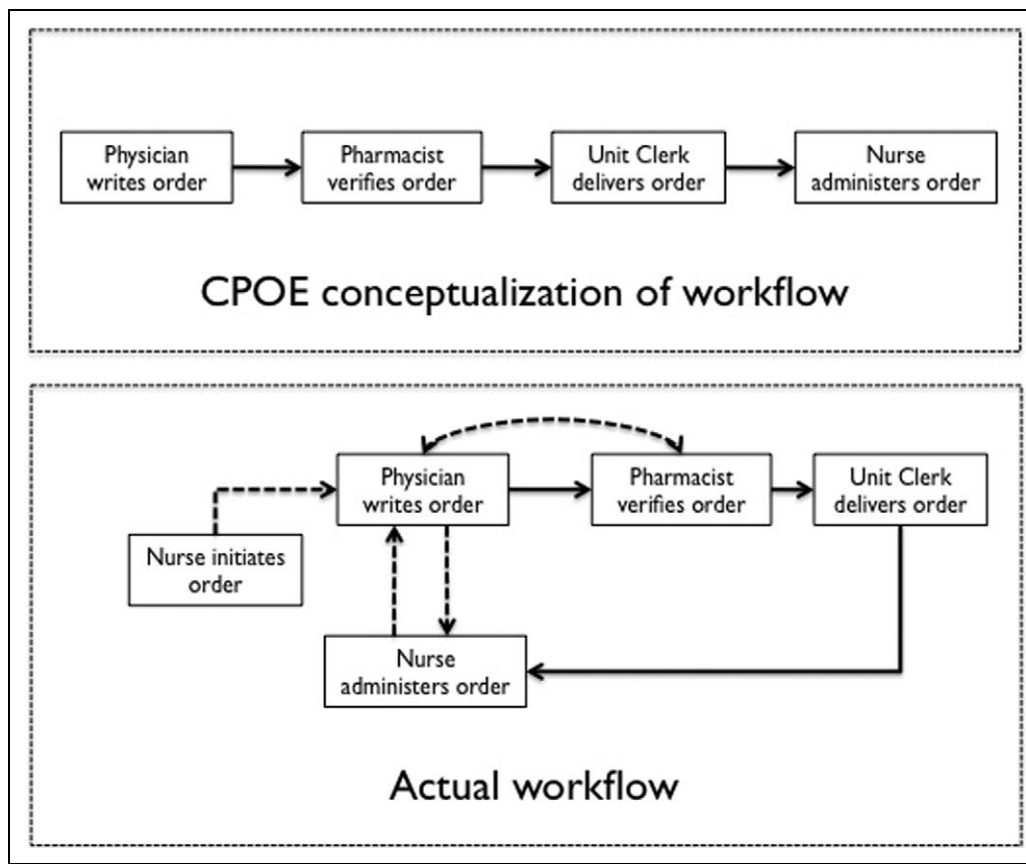 Physician
writes order
Pharmacist
verifies order
Unit Clerk
delivers order
Nurse
administers order
CPOE conceptualization of workflow
Physician
writes order
Pharmacist
verifies order
Unit Clerk
delivers order
Nurse initiates
order
Nurse
administers order
Actual workflow